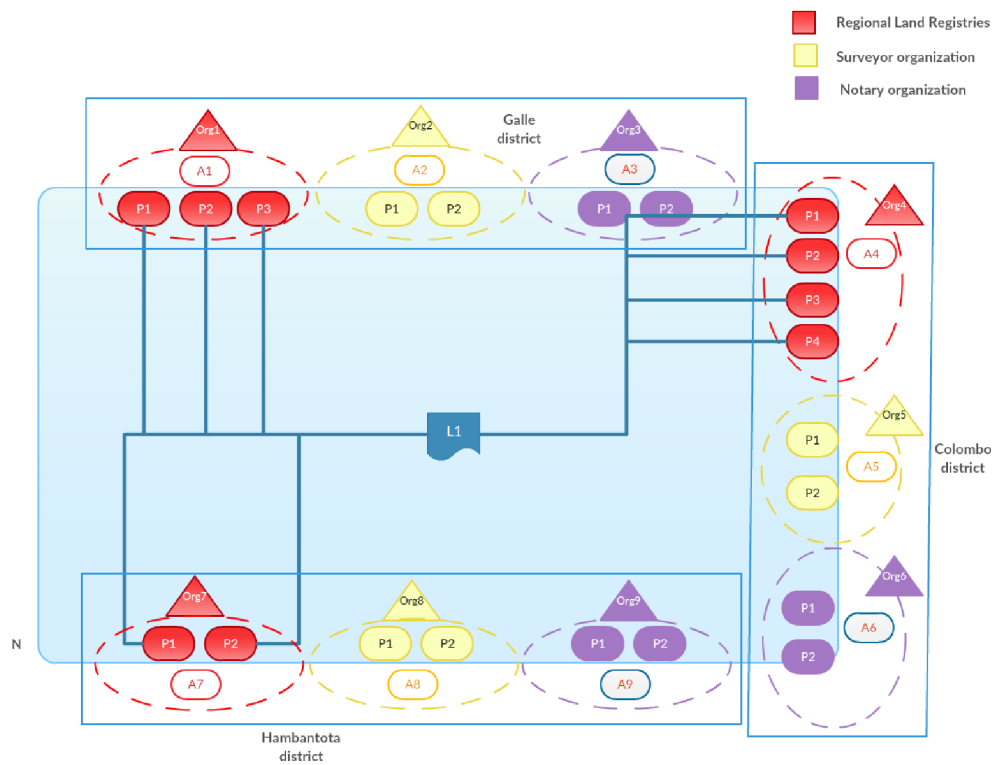 Regional Land Registries
Surveyor organization
Notary organization
Galle
district
Org1
Org2
Org3
A1
A2
A3
P1
P2
P3
P1
P2
P1
P2
Org4
P1
P2
A4
P3
P4
L1
Org5
P1
A5
P2
Colombo
district
Org6
P1
A6
P2
Org7
Org8
Org9
N
P1
P2
P1
P2
P1
P2
A7
A8
A9
Hambantota
district